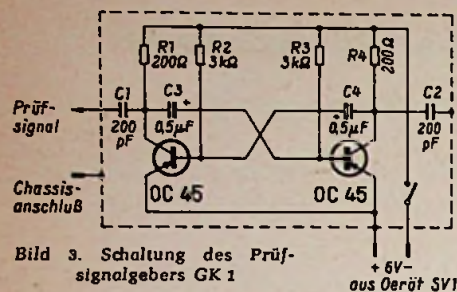 R1
200Ω
R2
3kΩ
R3
3kΩ
R4
200Ω
C1
200
pF
C3
+
0,5µF
C4
+
0,5µF
C2
200
pF
Prüf-
signal
Chassis-
anschluß
OC 45
OC 45
+ 6V-
aus Gerät SV1
Bild 3. Schaltung des Prüf-
signalgebers GK 1